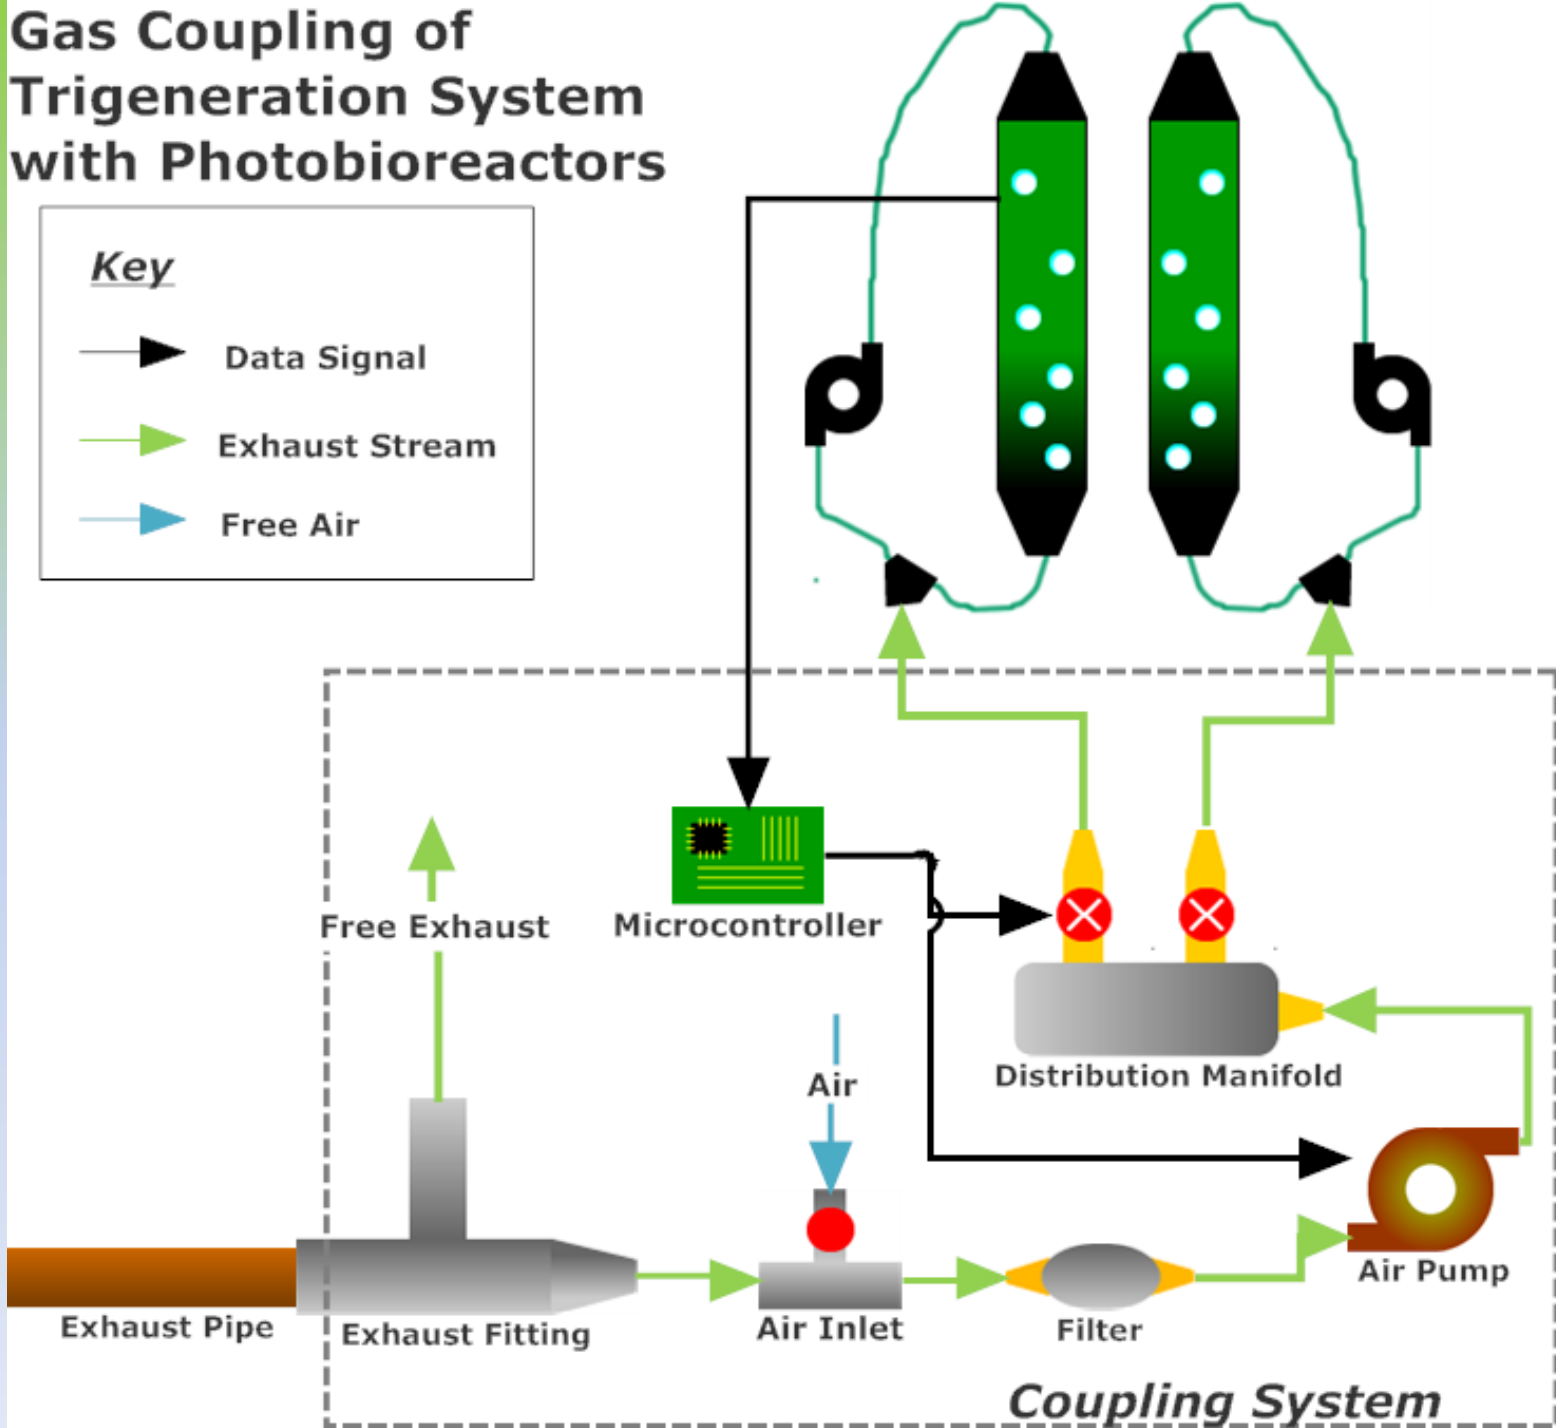 Gas Coupling of
Trigeneration System
with Photobioreactors
Key
Data Signal
Exhaust Stream
Free Air
Free Exhaust
Microcontroller
Air
Distribution Manifold
Air Pump
Exhaust Pipe
Exhaust Fitting
Air Inlet
Filter
Coupling System